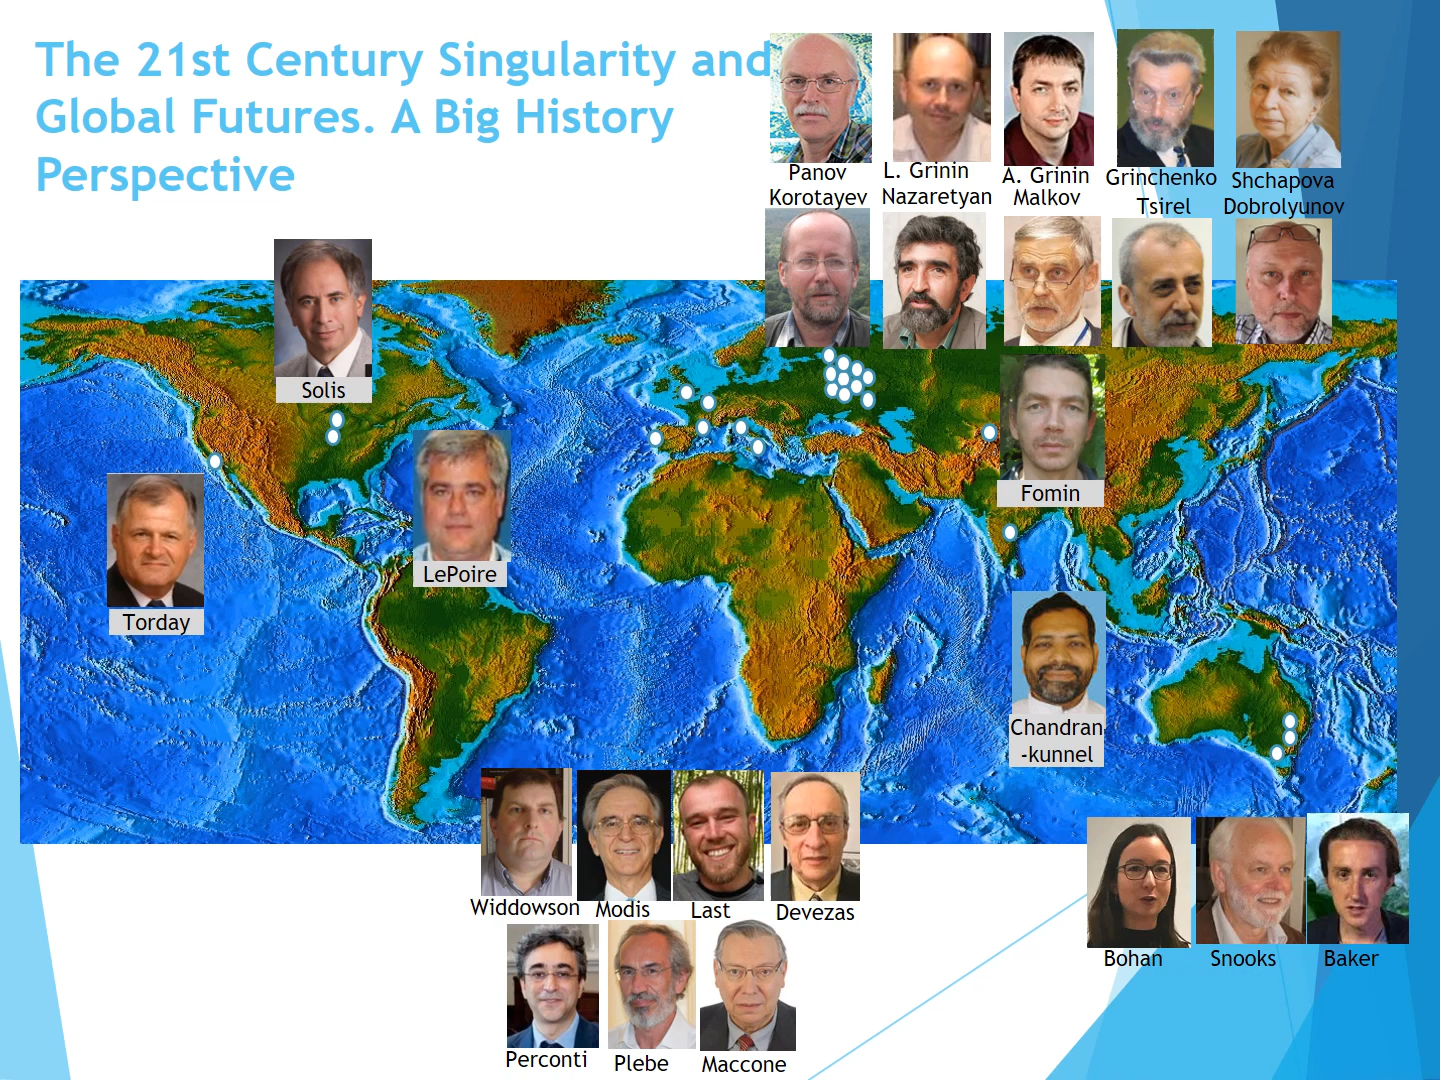 The 21st Century Singularity and
Global Futures. A Big History
Perspective
Panov
Korotayev
L. Grinin
Nazaretyan
A. Grinin
Malkov
Grinchenko
Tsirel
Shchapova
Dobrolyunov
Solis
Fomin
LePoire
Torday
Chandran
-kunnel
Widdowson
Modis
Last
Devezas
Bohan
Snooks
Baker
Perconti
Plebe
Maccone